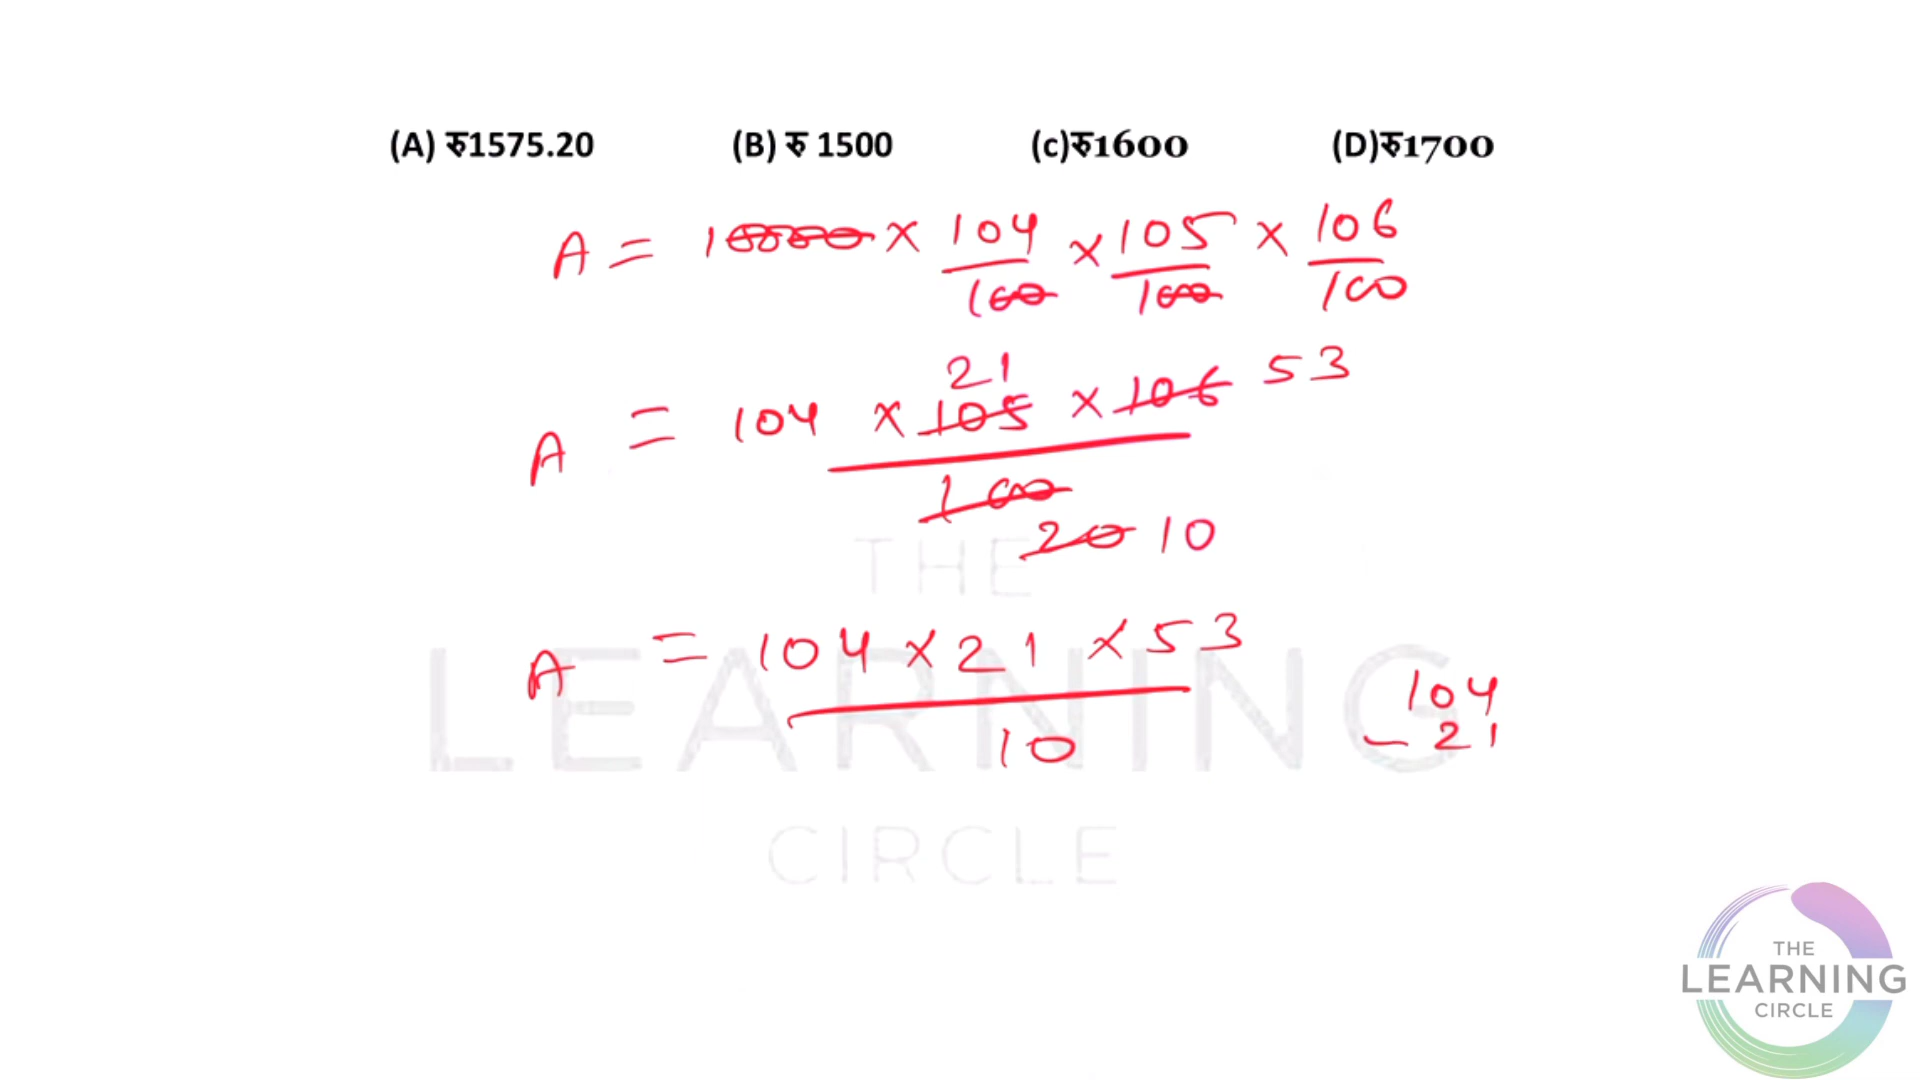 (A) रु1575.20 (B) रु 1500 (c)रु1600 (D)रु1700
A = 10000 × 104/100 × 105/100 × 106/100
21
A = 104 × 105 × 106 53
100
20 10
THE
A = 104 × 21 × 53
10
LEARNING
104
– 21
CIRCLE
THE
LEARNING
CIRCLE